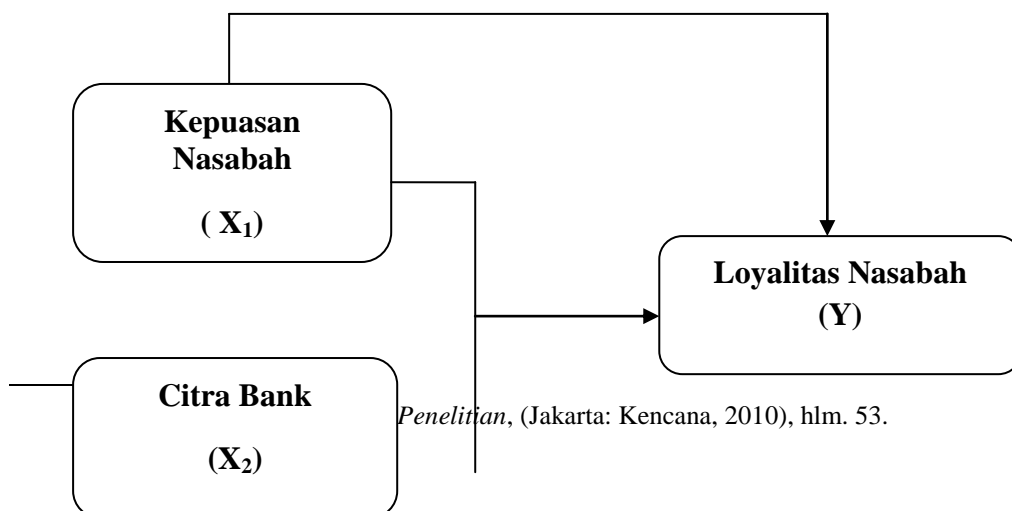 Kepuasan
Nasabah
( X₁)
Loyalitas Nasabah
(Y)
Citra Bank
(X₂)
Penelitian, (Jakarta: Kencana, 2010), hlm. 53.